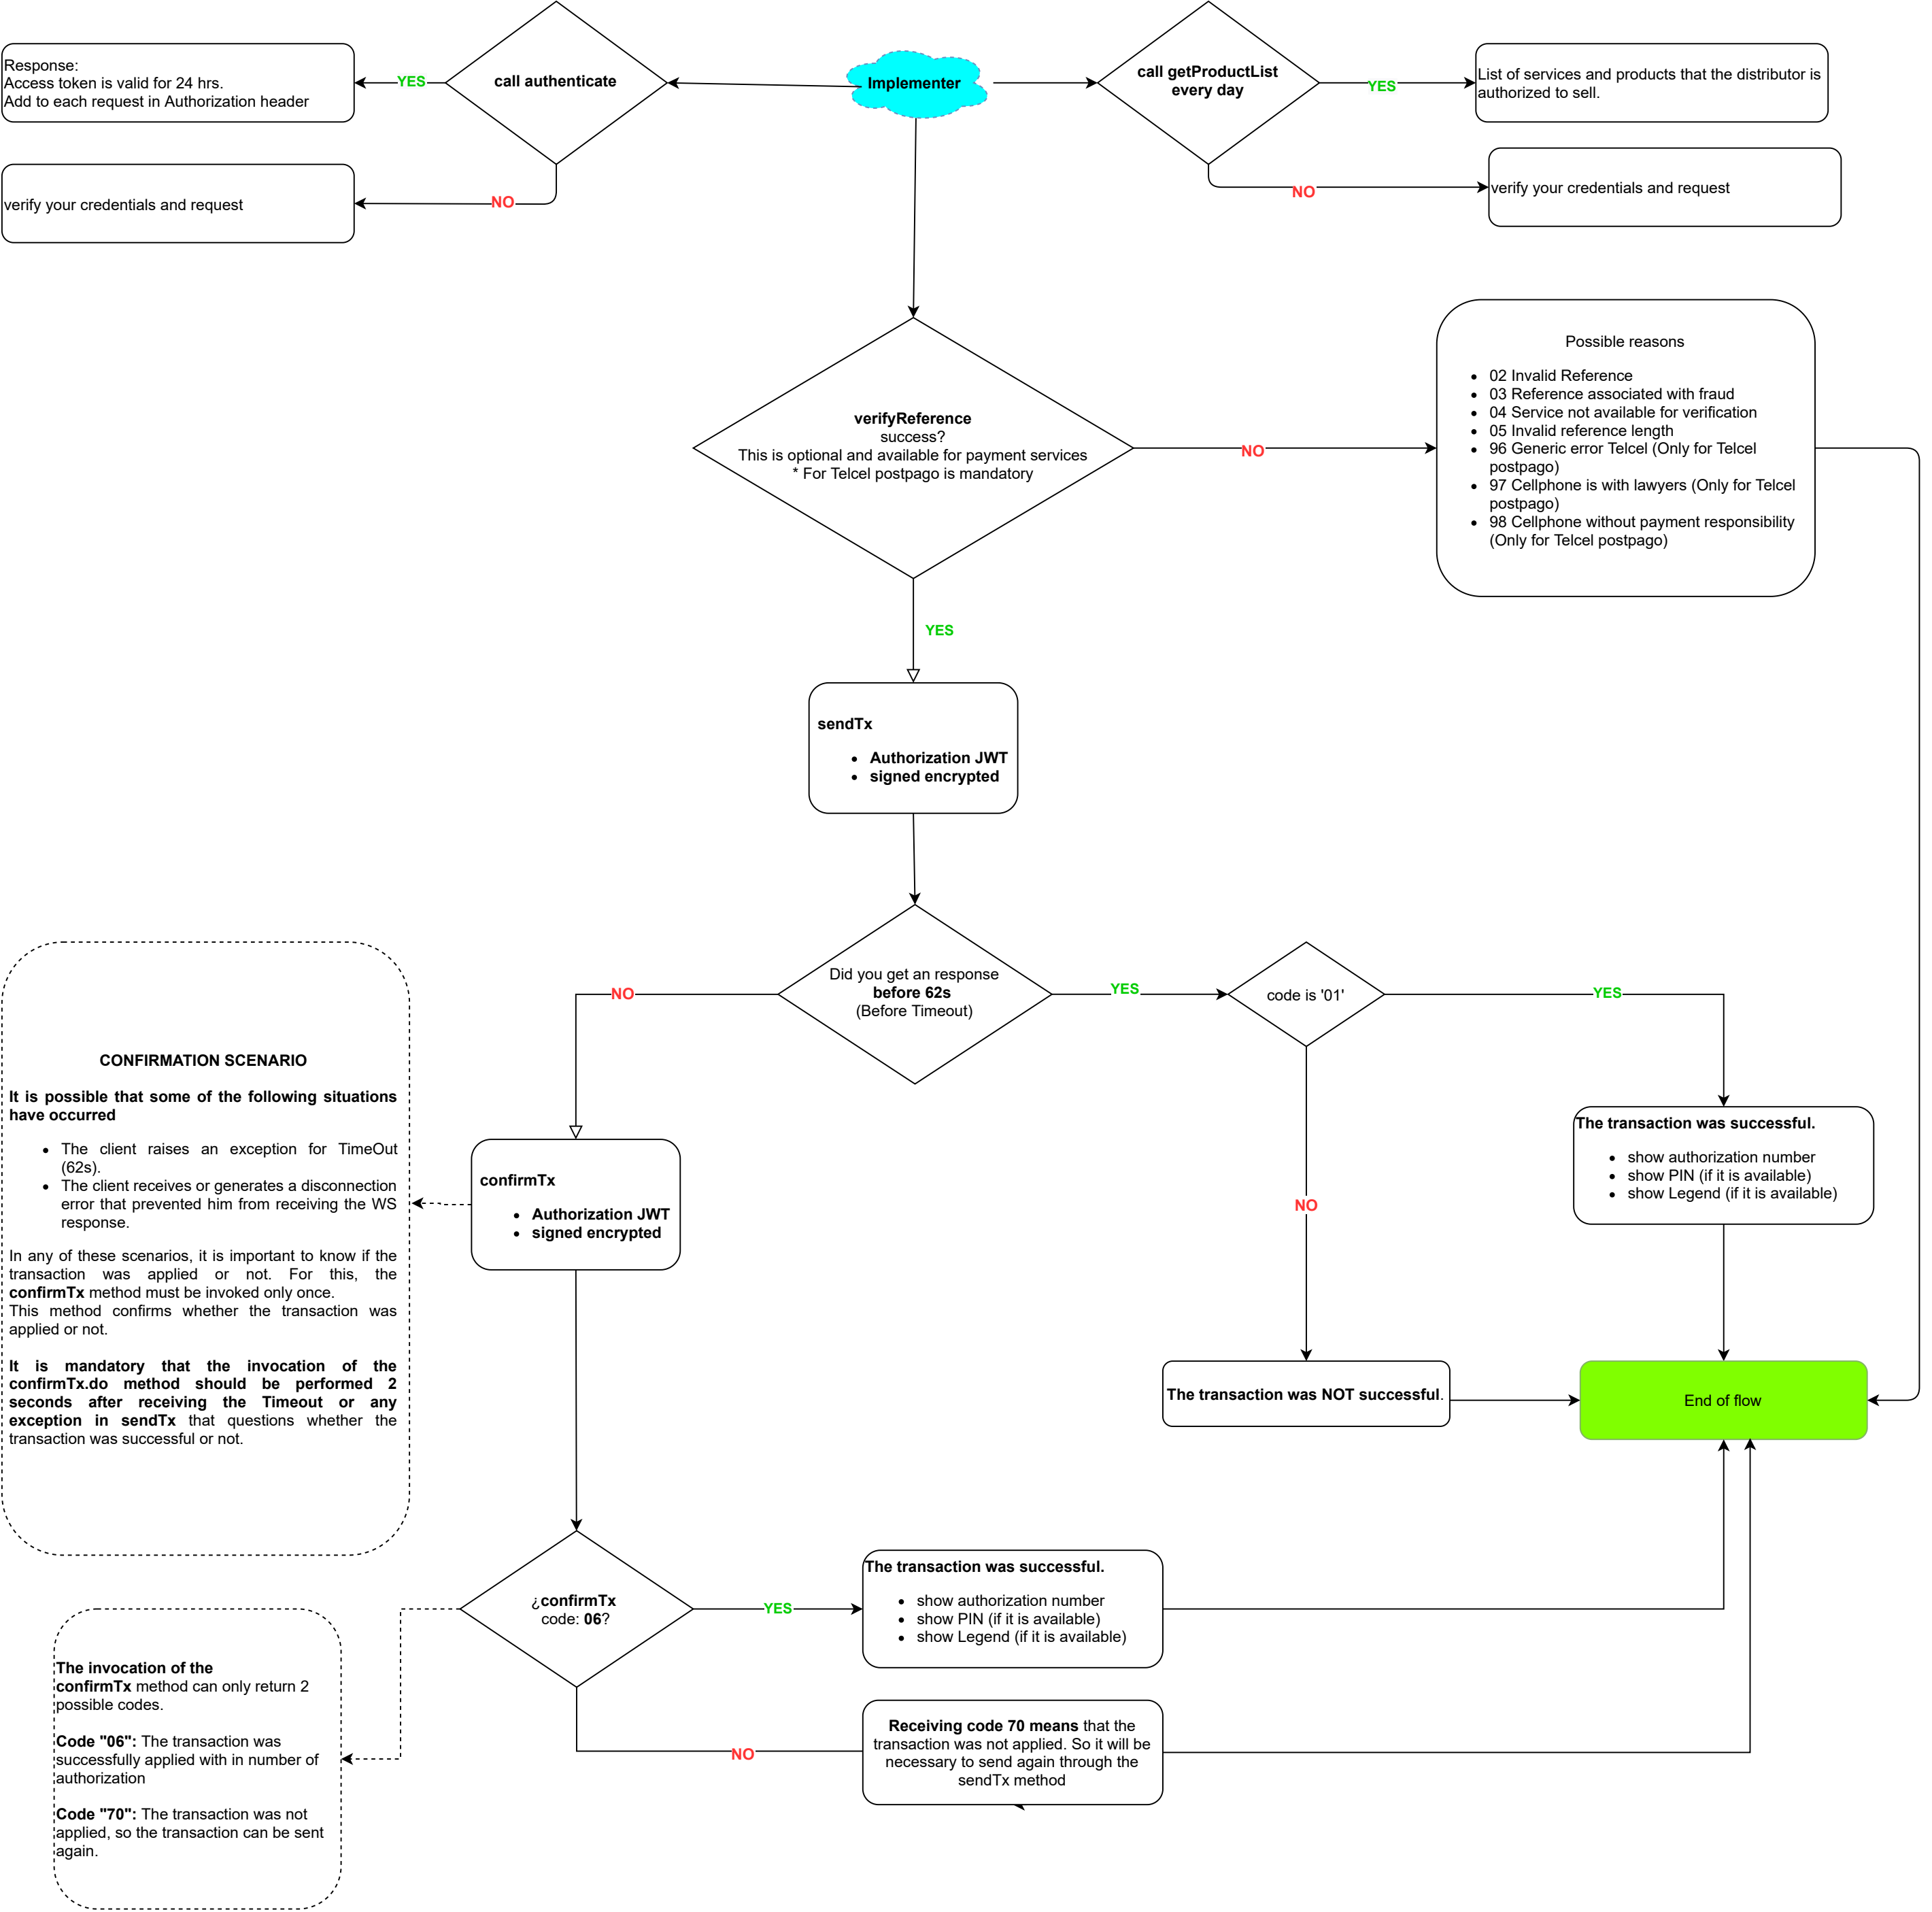 Response:
Access token is valid for 24 hrs.
Add to each request in Authorization header
YES
call authenticate
Implementer
call getProductList
every day
YES
List of services and products that the distributor is
authorized to sell.
verify your credentials and request
NO
NO
verify your credentials and request
verifyReference
success?
This is optional and available for payment services
* For Telcel postpago is mandatory
NO
Possible reasons
• 02 Invalid Reference
• 03 Reference associated with fraud
• 04 Service not available for verification
• 05 Invalid reference length
• 96 Generic error Telcel (Only for Telcel
postpago)
• 97 Cellphone is with lawyers (Only for Telcel
postpago)
• 98 Cellphone without payment responsibility
(Only for Telcel postpago)
YES
sendTx
• Authorization JWT
• signed encrypted
Did you get an response
before 62s
(Before Timeout)
NO
YES
code is '01'
YES
NO
The transaction was successful.
• show authorization number
• show PIN (if it is available)
• show Legend (if it is available)
CONFIRMATION SCENARIO
It is possible that some of the following situations
have occurred
• The client raises an exception for TimeOut
(62s).
• The client receives or generates a disconnection
error that prevented him from receiving the WS
response.
In any of these scenarios, it is important to know if the
transaction was applied or not. For this, the
confirmTx method must be invoked only once.
This method confirms whether the transaction was
applied or not.
It is mandatory that the invocation of the
confirmTx.do method should be performed 2
seconds after receiving the Timeout or any
exception in sendTx that questions whether the
transaction was successful or not.
confirmTx
• Authorization JWT
• signed encrypted
The transaction was NOT successful.
End of flow
¿confirmTx
code: 06?
YES
The transaction was successful.
• show authorization number
• show PIN (if it is available)
• show Legend (if it is available)
NO
Receiving code 70 means that the
transaction was not applied. So it will be
necessary to send again through the
sendTx method
The invocation of the
confirmTx method can only return 2
possible codes.
Code "06": The transaction was
successfully applied with in number of
authorization
Code "70": The transaction was not
applied, so the transaction can be sent
again.